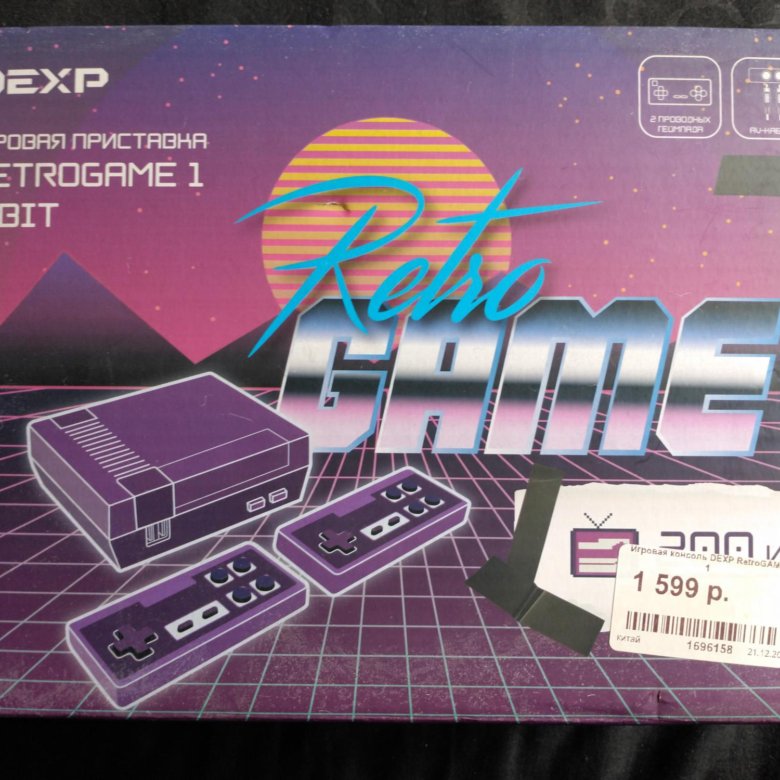 DEXP
РОВАЯ ПРИСТАВКА
ETROGAME 1
BIT
Retro
GAME
2 ПРОВОДНЫХ
ГЕЙМПАДА
AV-КАБ
Игровая консоль DEXP RetroGAM
1
1 599 р.
КИТАЙ
1696158
21.12.20